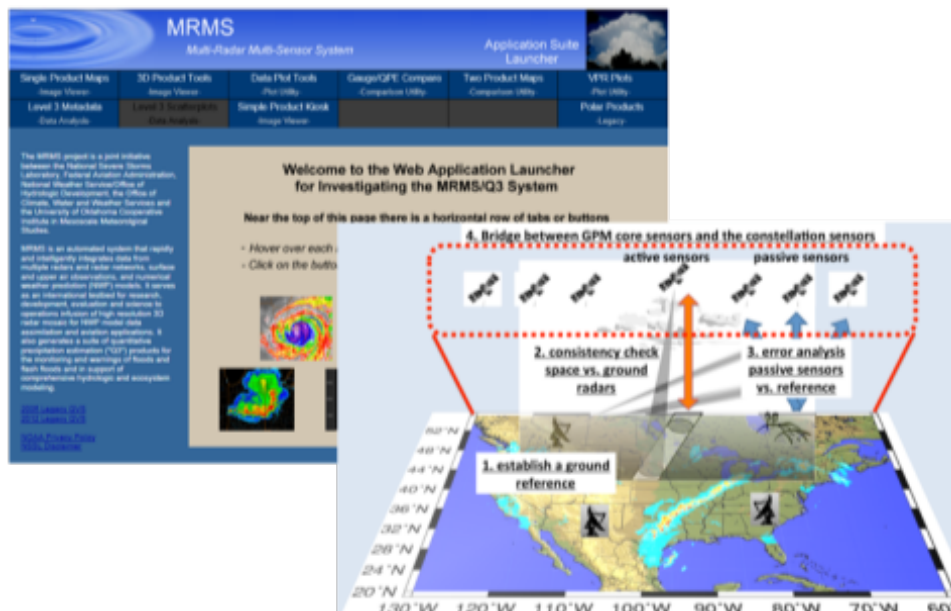 MRMS
Multi-Radar Multi-Sensor System
Application Suite
Launcher
Single Product Maps
-Image Viewer-
3D Product Tools
-Image Viewer-
Data Plot Tools
-Plot Utility-
Gauge/QPE Compare
-Comparison Utility-
Two Product Maps
-Comparison Utility-
VPR Plots
-Plot Utility-
Level 3 Metadata
-Data Analysis-
Level 3 Scatterplots
-Data Analysis-
Simple Product Kiosk
-Image Viewer-
Polar Products
-Legacy-
The MRMS project is a joint initiative
between the National Severe Storms
Laboratory, Federal Aviation Administration,
National Weather Service/Office of
Hydrologic Development, the Office of
Climate, Water and Weather Services and
the University of Oklahoma Cooperative
Institute in Mesoscale Meteorological
Studies.
MRMS is an automated system that rapidly
and intelligently integrates data from
multiple radars and radar networks, surface
and upper air observations, and numerical
weather prediction (NWP) models. It serves
as an international testbed for research,
development, evaluation and science to
operations infusion of high resolution 3D
radar mosaic for NWP model data
assimilation and aviation applications. It
also generates a suite of quantitative
precipitation estimation ("Q3") products for
the monitoring and warnings of floods and
flash floods and in support of
comprehensive hydrologic and ecosystem
modeling.
2012 Legacy QVS
NOAA Privacy Policy
NSSL Disclaimer
Welcome to the Web Application Launcher
for Investigating the MRMS/Q3 System
Near the top of this page there is a horizontal row of tabs or buttons
- Hover over each
- Click on the butto
4. Bridge between GPM core sensors and the constellation sensors
active sensors
passive sensors
2. consistency check
space vs. ground
radars
3. error analysis
passive sensors
vs. reference
1. establish a ground
reference
52°N
48°N
44°N
40°N
36°N
32°N
28°N
24°N
20°N
130°W 120°W 110°W 100°W 90°W 80°W 70°W